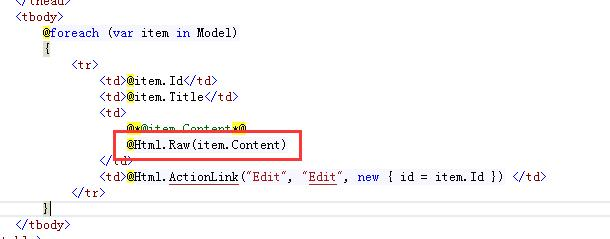 </thead>
<tbody>
@foreach (var item in Model)
{
<tr>
<td>@item.Id</td>
<td>@item.Title</td>
<td>
@*@item.Content*@
@Html.Raw(item.Content)
</td>
<td>@Html.ActionLink("Edit", "Edit", new { id = item.Id }) </td>
</tr>
}
</tbody>
</table>